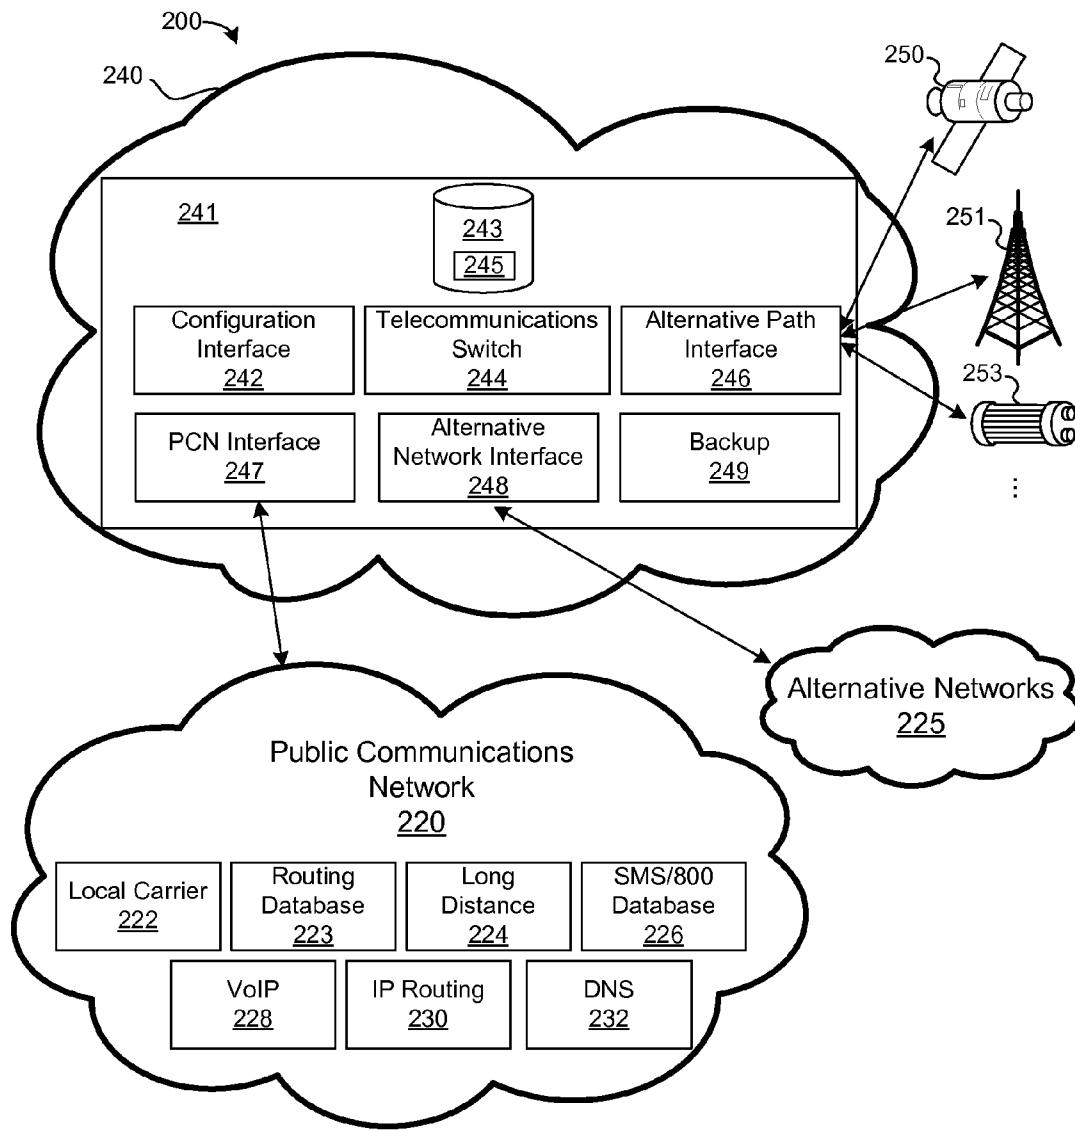 200
240
250
241
243
245
251
Configuration
Interface
242
Telecommunications
Switch
244
Alternative Path
Interface
246
253
PCN Interface
247
Alternative
Network Interface
248
Backup
249
...
Alternative Networks
225
Public Communications
Network
220
Local Carrier
222
Routing
Database
223
Long
Distance
224
SMS/800
Database
226
VoIP
228
IP Routing
230
DNS
232